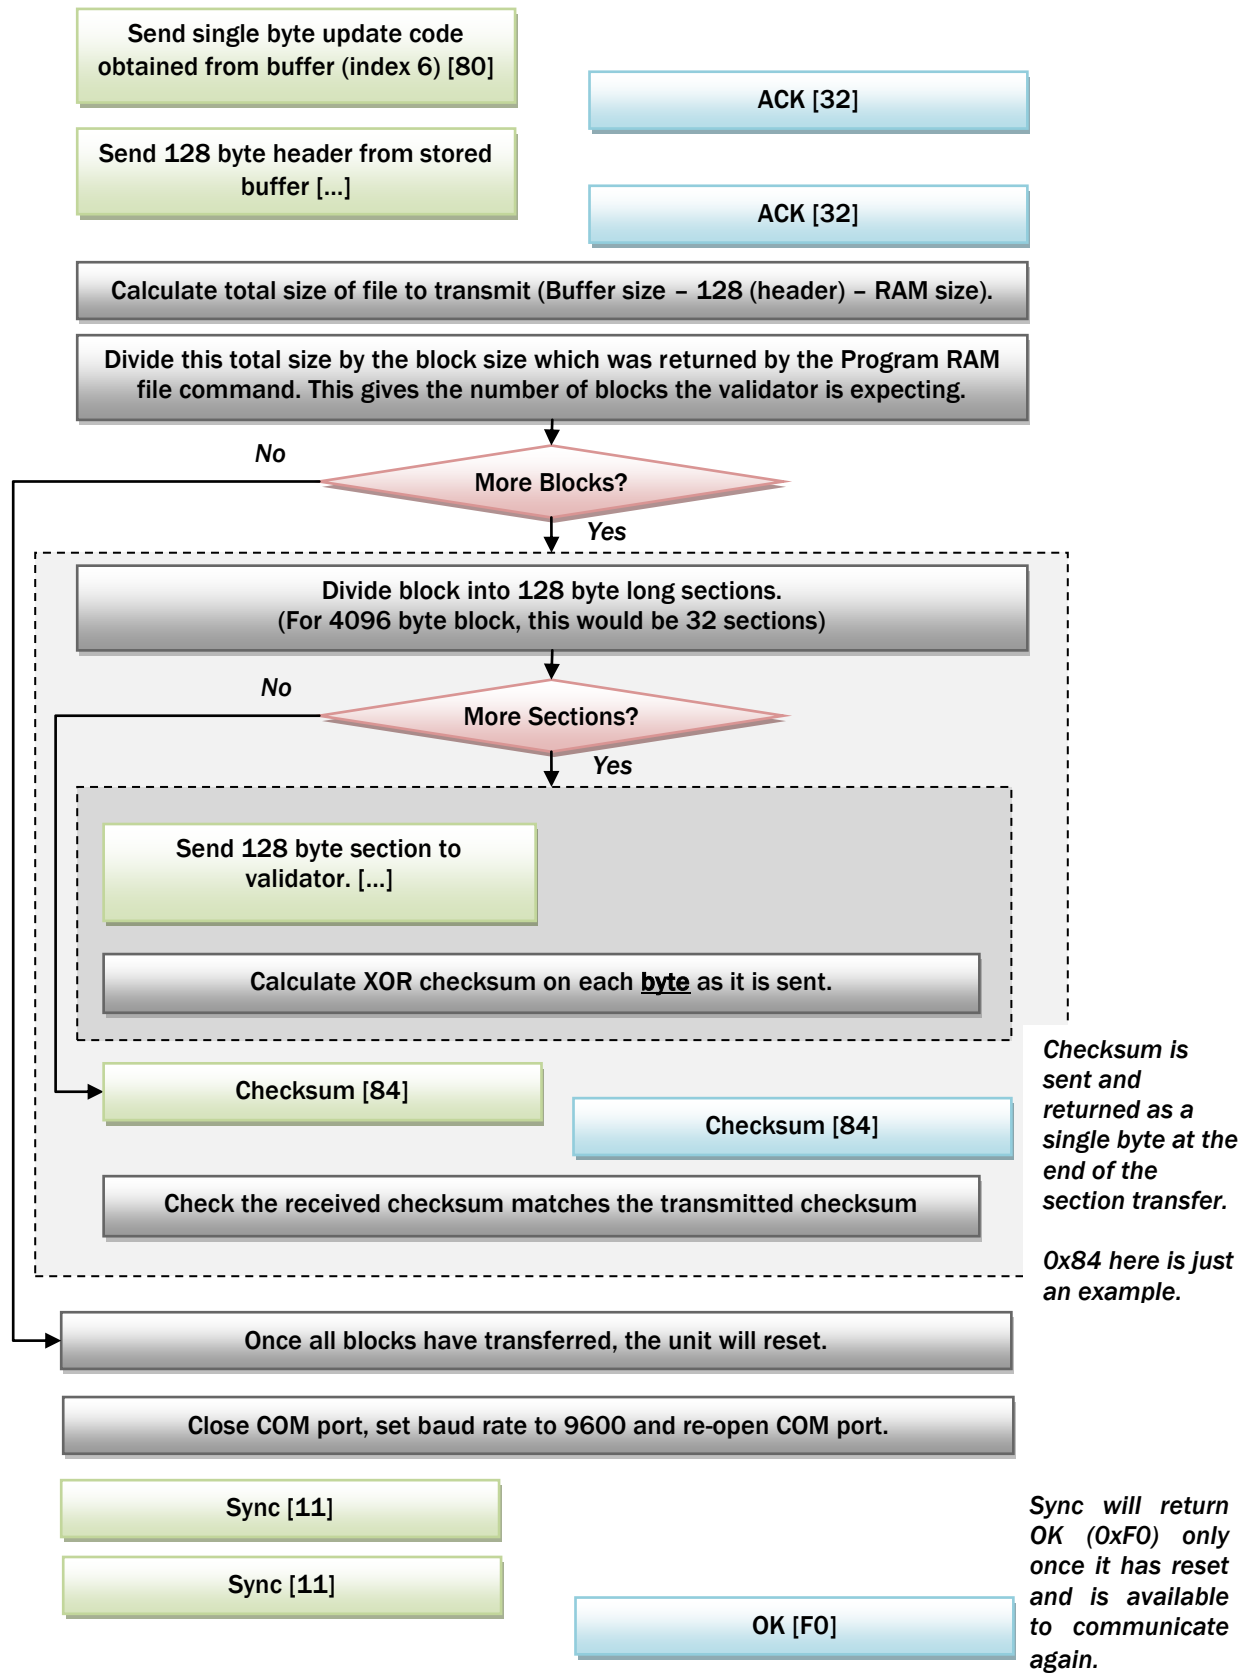 Send single byte update code
obtained from buffer (index 6) [80]
ACK [32]
Send 128 byte header from stored
buffer [...]
ACK [32]
Calculate total size of file to transmit (Buffer size – 128 (header) – RAM size).
Divide this total size by the block size which was returned by the Program RAM
file command. This gives the number of blocks the validator is expecting.
No
More Blocks?
Yes
Divide block into 128 byte long sections.
(For 4096 byte block, this would be 32 sections)
No
More Sections?
Yes
Send 128 byte section to
validator. [...]
Calculate XOR checksum on each byte as it is sent.
Checksum [84]
Checksum [84]
Check the received checksum matches the transmitted checksum
Checksum is
sent and
returned as a
single byte at the
end of the
section transfer.
0x84 here is just
an example.
Once all blocks have transferred, the unit will reset.
Close COM port, set baud rate to 9600 and re-open COM port.
Sync [11]
Sync [11]
OK [F0]
Sync will return
OK (0xF0) only
once it has reset
and is available
to communicate
again.